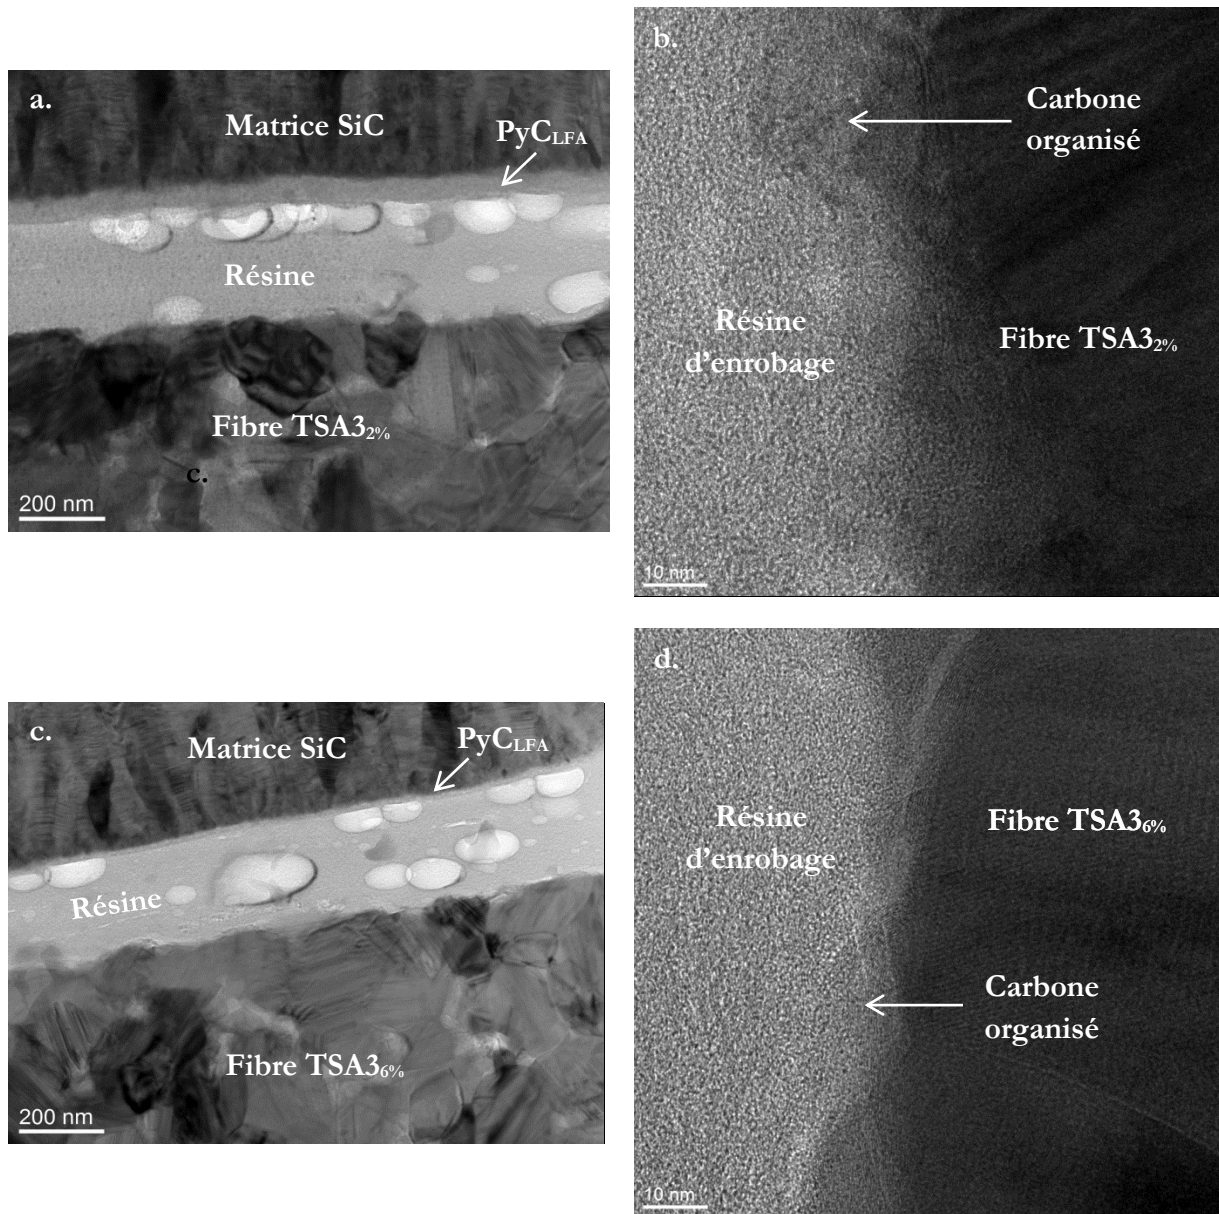 a.
Matrice SiC
PyCLFA
Résine
Fibre TSA32%
c.
200 nm
b.
Carbone
organisé
Résine
d'enrobage
Fibre TSA32%
10 nm
c.
Matrice SiC
PyCLFA
Résine
Fibre TSA36%
200 nm
d.
Résine
d'enrobage
Fibre TSA36%
Carbone
organisé
10 nm